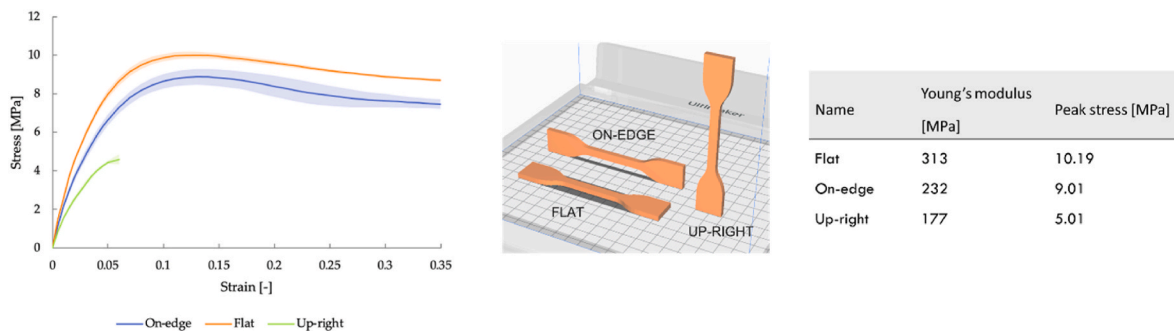 12
10
8
6
4
2
0
Stress [MPa]
0 0.05 0.1 0.15 0.2 0.25 0.3 0.35
Strain [-]
On-edge Flat Up-right
ON-EDGE
FLAT
UP-RIGHT
Name Young's modulus [MPa] Peak stress [MPa]
Flat 313 10.19
On-edge 232 9.01
Up-right 177 5.01